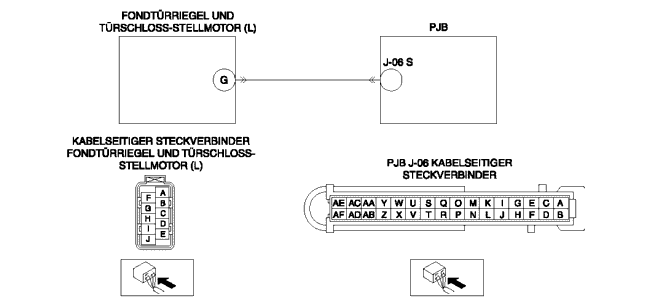 FONDTÜRRIEGEL UND
TÜRSCHLOSS-STELLMOTOR (L)
PJB
J-06 S
G
KABELSEITIGER STECKVERBINDER
FONDTÜRRIEGEL UND TÜRSCHLOSS-
STELLMOTOR (L)
PJB J-06 KABELSEITIGER
STECKVERBINDER
A
F
B
G
C
H
D
I
E
J
AE AC AA Y W U S Q O M K I G E C A
AF AD AB Z X V T R P N L J H F D B